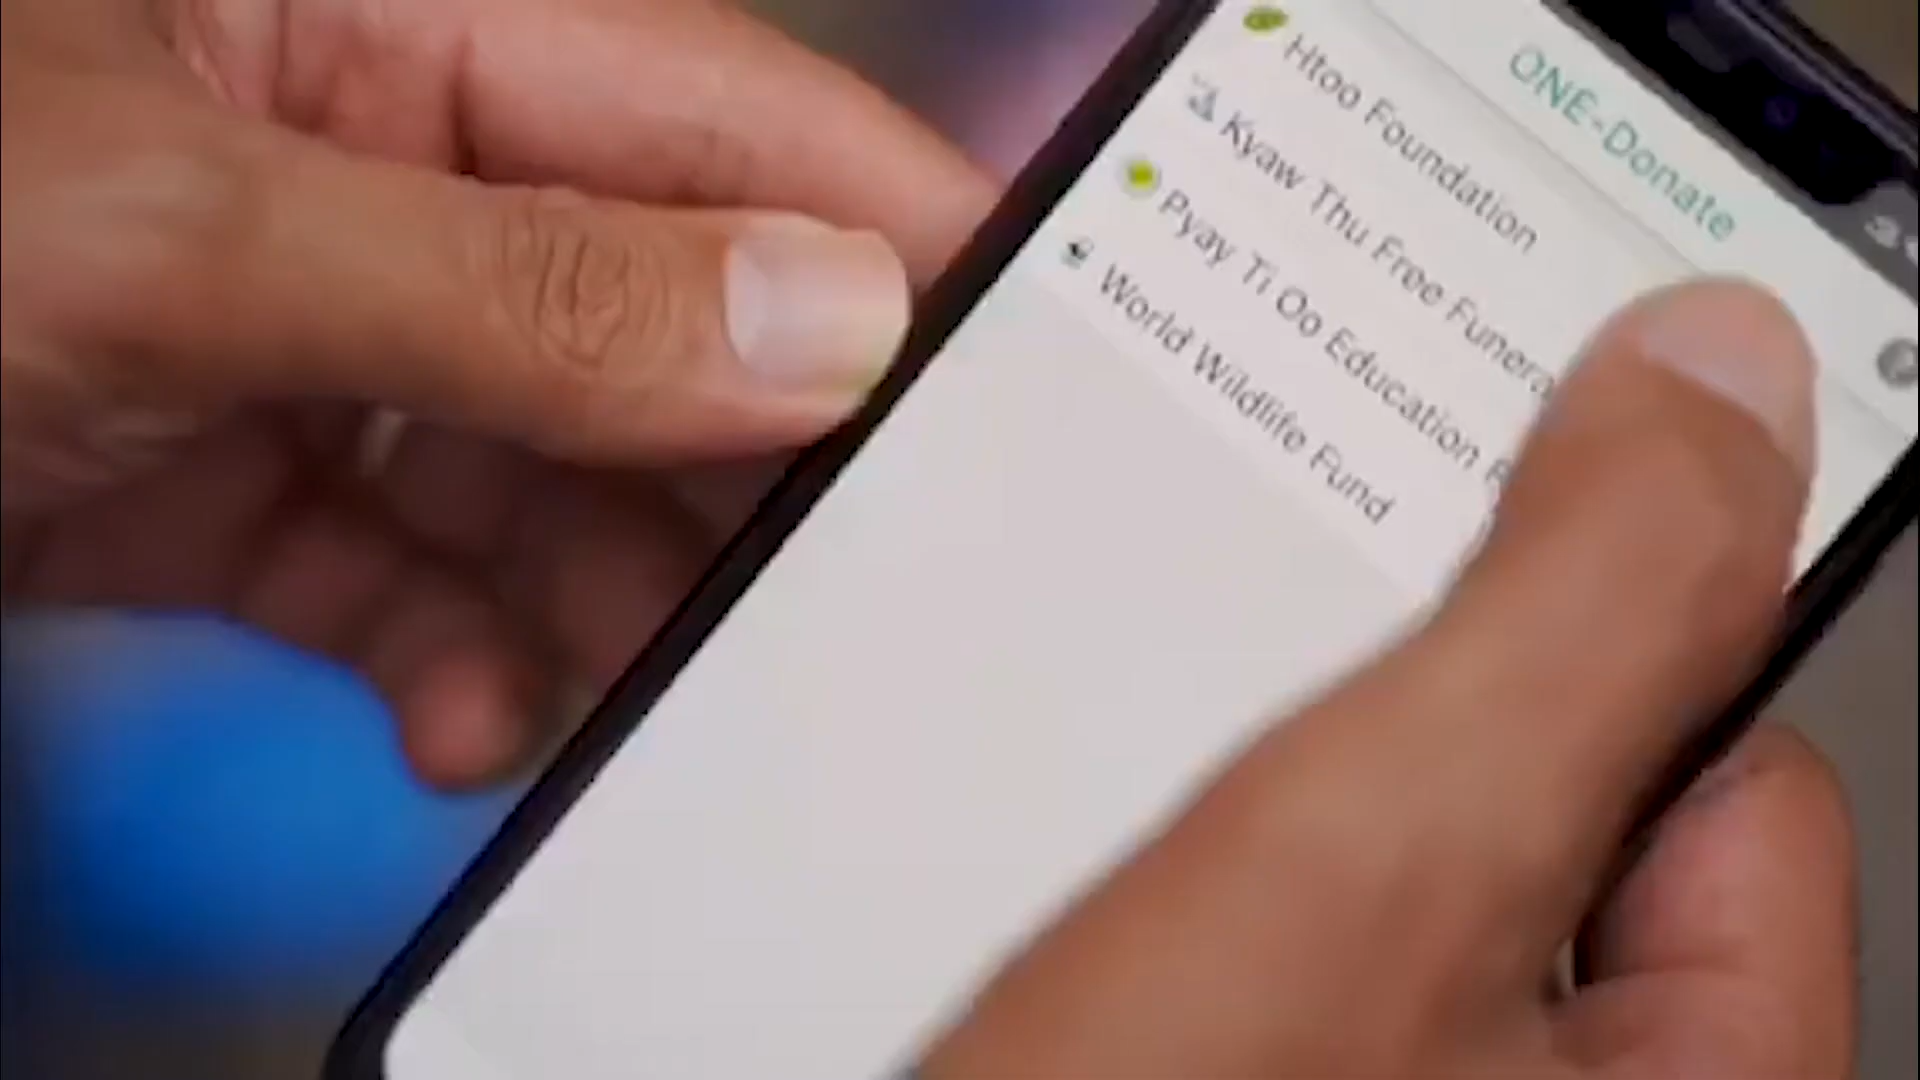 ONE-Donate
Htoo Foundation
Kyaw Thu Free Funera
Pyay Ti Oo Education F
World Wildlife Fund